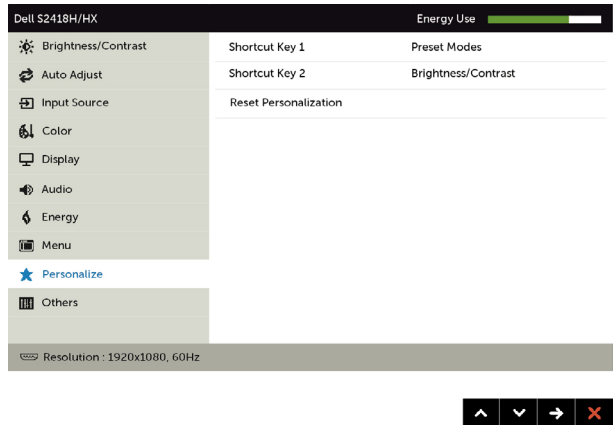 Dell S2418H/HX Energy Use
Brightness/Contrast Shortcut Key 1 Preset Modes
Auto Adjust Shortcut Key 2 Brightness/Contrast
Input Source Reset Personalization
Color
Display
Audio
Energy
Menu
Personalize
Others
Resolution : 1920x1080, 60Hz